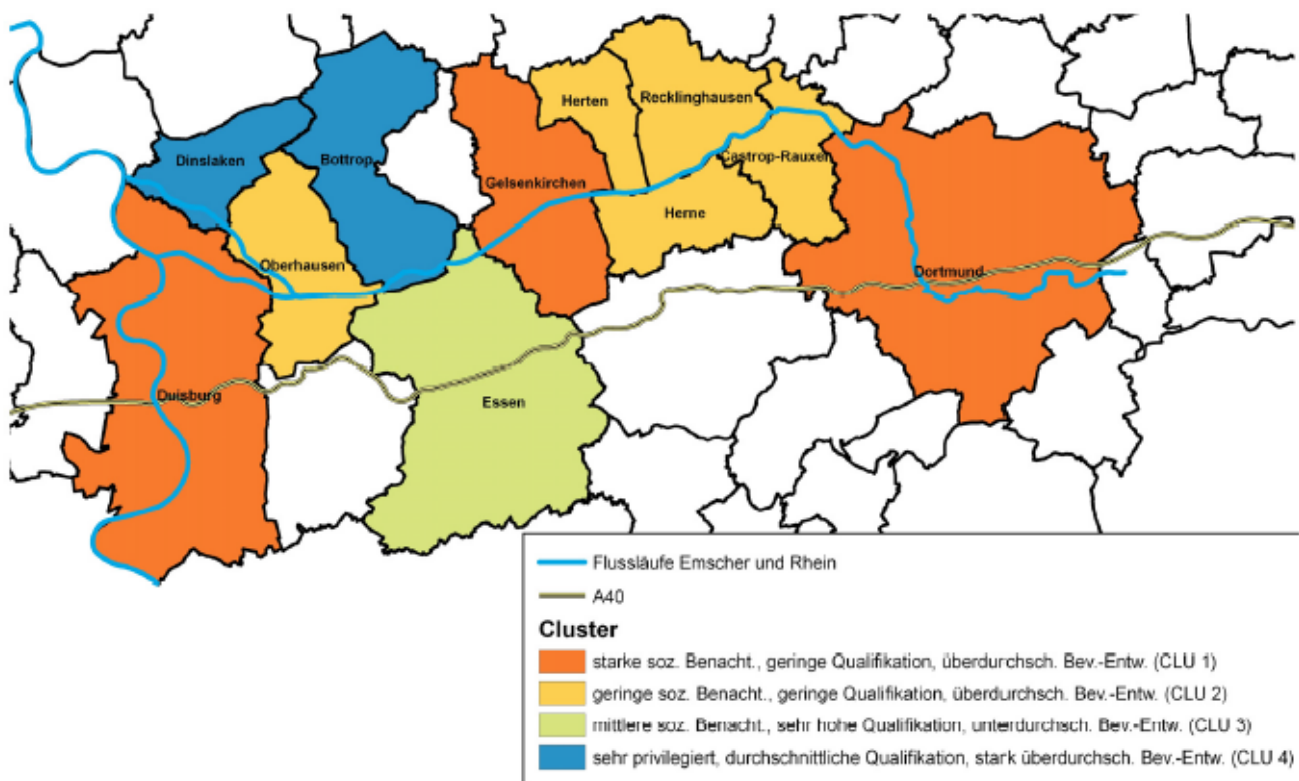 Herten
Recklinghausen
Dinslaken
Bottrop
Castrop-Rauxel
Gelsenkirchen
Herne
Oberhausen
Dortmund
Duisburg
Essen
Flussläufe Emscher und Rhein
A40
Cluster
starke soz. Benacht., geringe Qualifikation, überdurchsch. Bev.-Entw. (CLU 1)
geringe soz. Benacht., geringe Qualifikation, überdurchsch. Bev.-Entw. (CLU 2)
mittlere soz. Benacht., sehr hohe Qualifikation, unterdurchsch. Bev.-Entw. (CLU 3)
sehr privilegiert, durchschnittliche Qualifikation, stark überdurchsch. Bev.-Entw. (CLU 4)